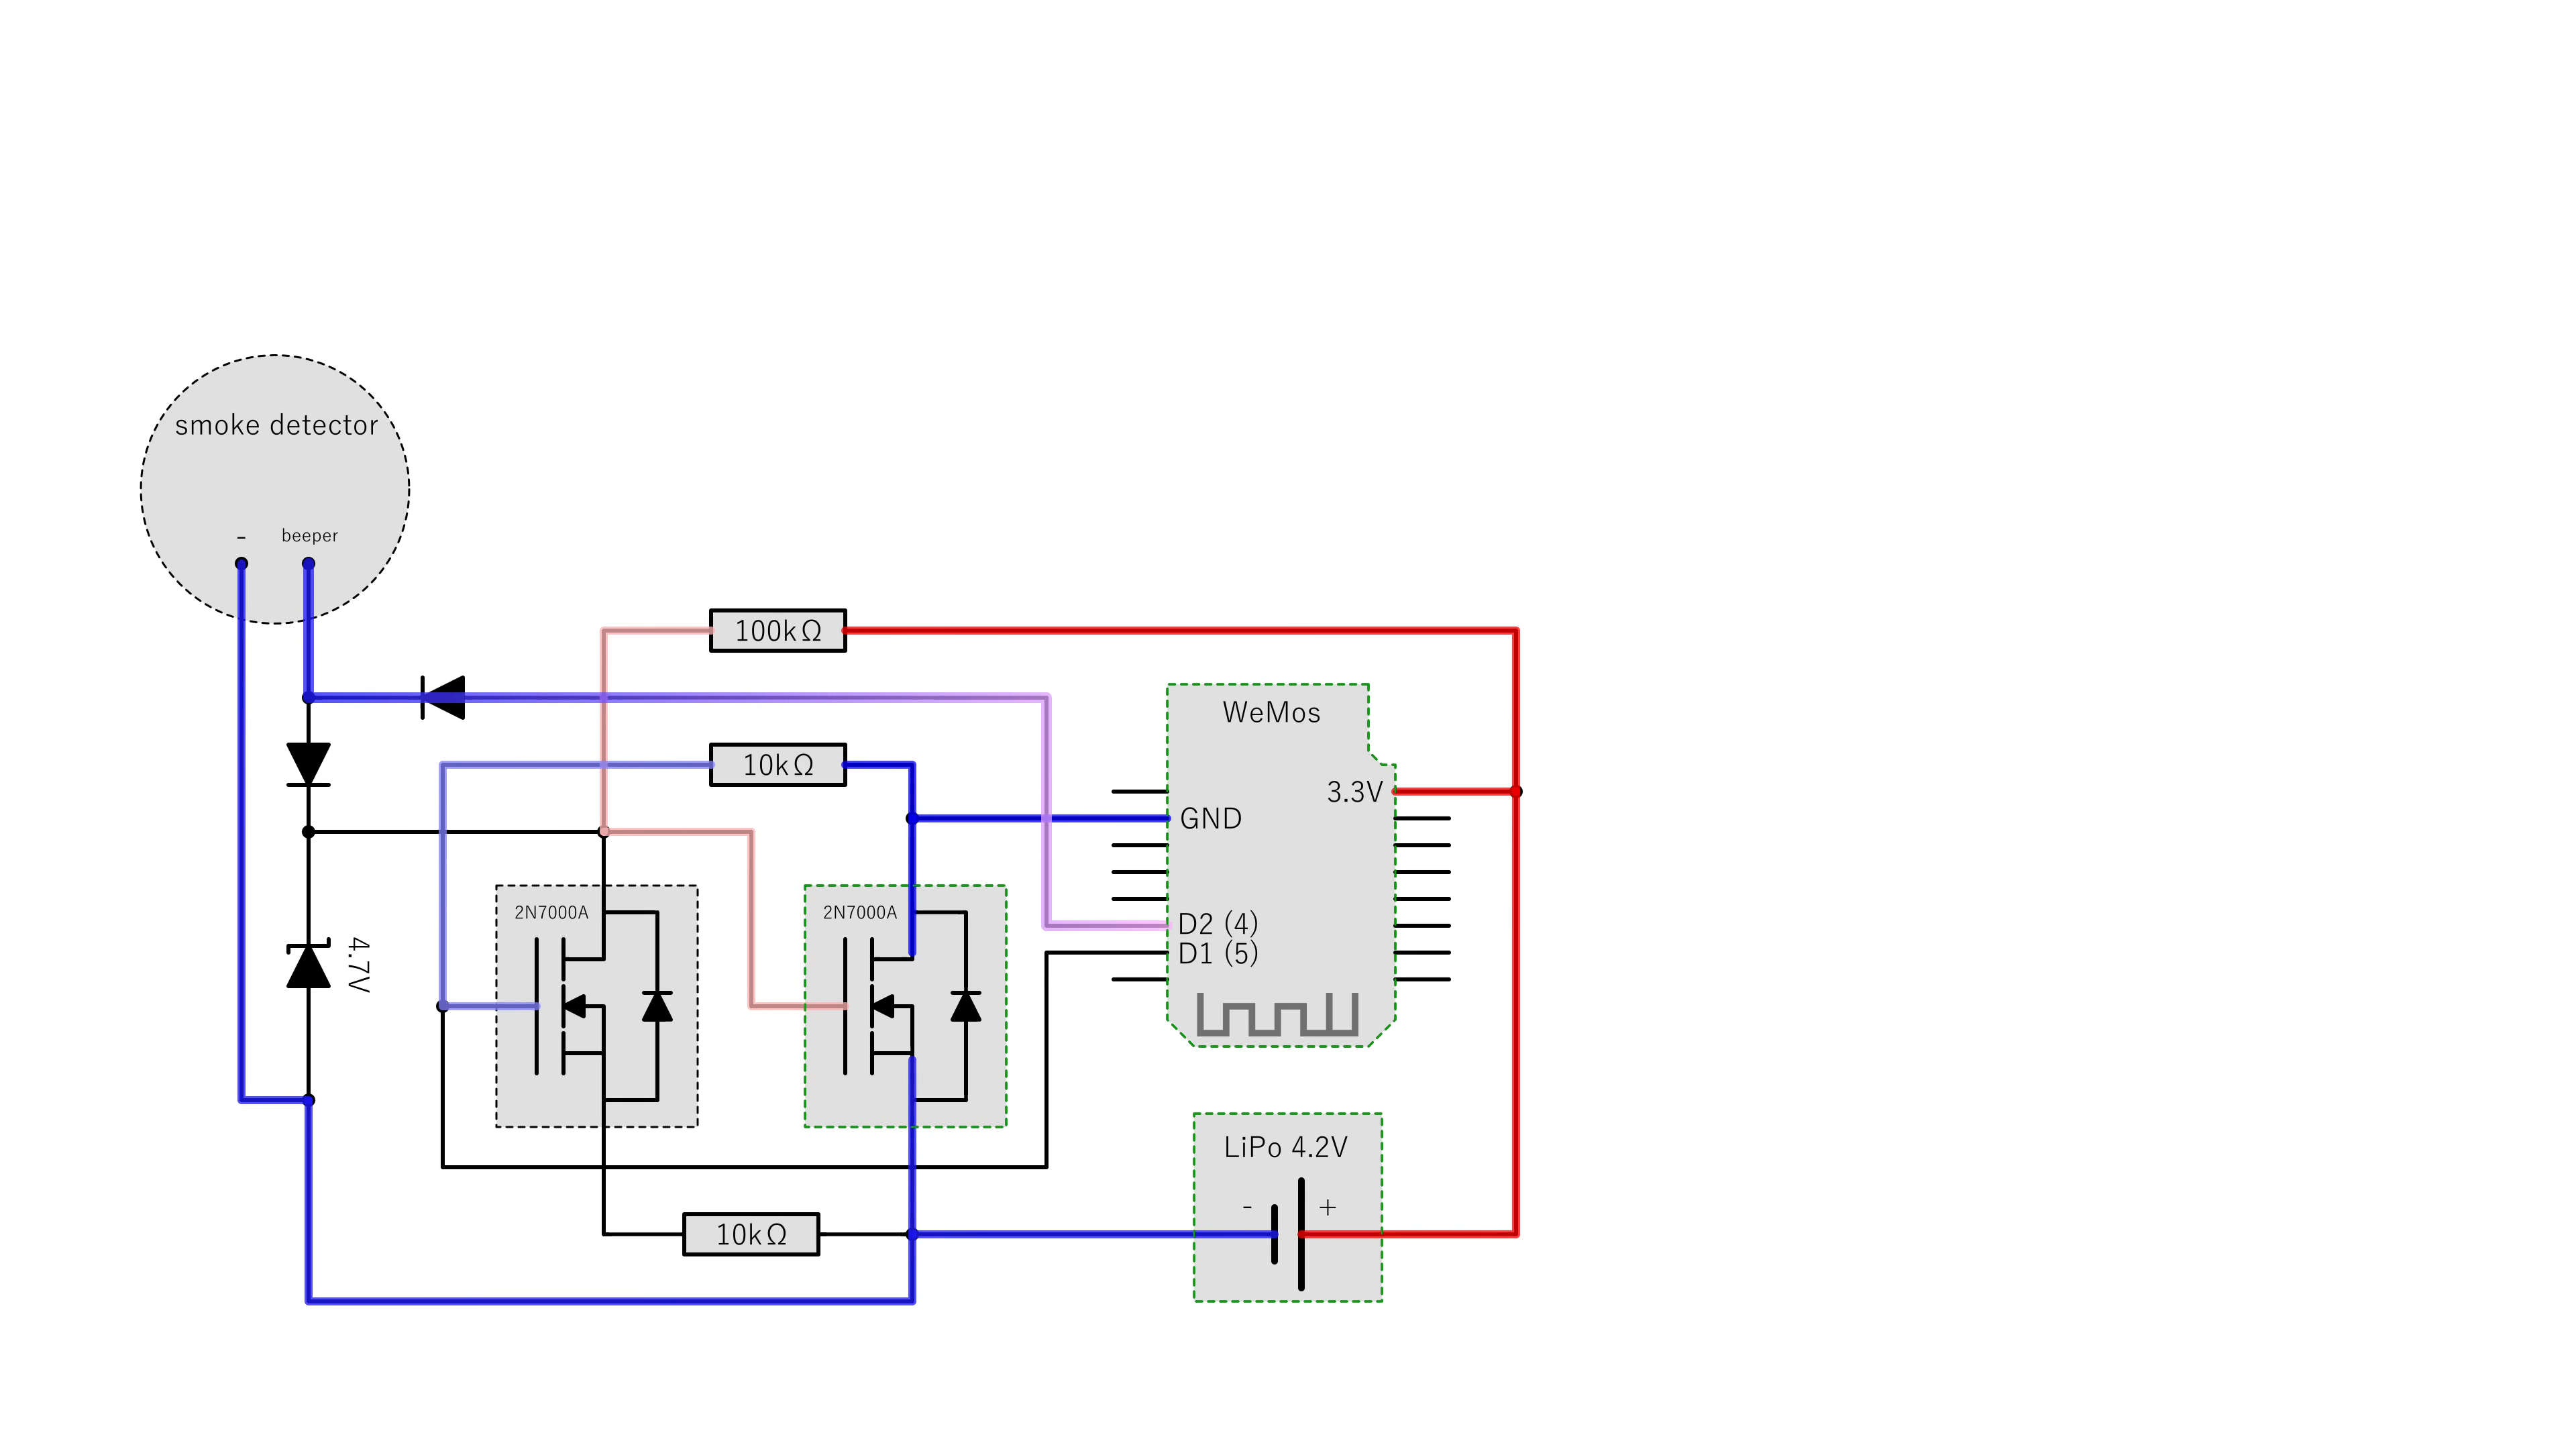 smoke detector
-
beeper
100kΩ
WeMos
10kΩ
3.3V
GND
2N7000A
2N7000A
D2 (4)
4.7V
D1 (5)
LiPo 4.2V
- +
10kΩ